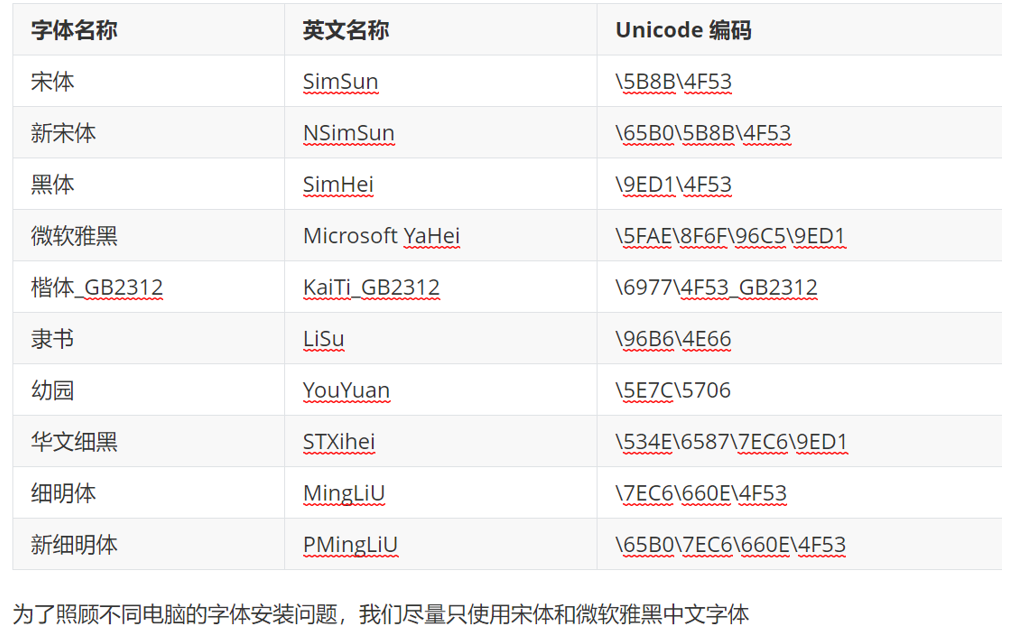 字体名称 英文名称 Unicode 编码
宋体 SimSun \5B8B\4F53
新宋体 NSimSun \65B0\5B8B\4F53
黑体 SimHei \9ED1\4F53
微软雅黑 Microsoft YaHei \5FAE\8F6F\96C5\9ED1
楷体_GB2312 KaiTi_GB2312 \6977\4F53_GB2312
隶书 LiSu \96B6\4E66
幼园 YouYuan \5E7C\5706
华文细黑 STXihei \534E\6587\7EC6\9ED1
细明体 MingLiU \7EC6\660E\4F53
新细明体 PMingLiU \65B0\7EC6\660E\4F53
为了照顾不同电脑的字体安装问题，我们尽量只使用宋体和微软雅黑中文字体